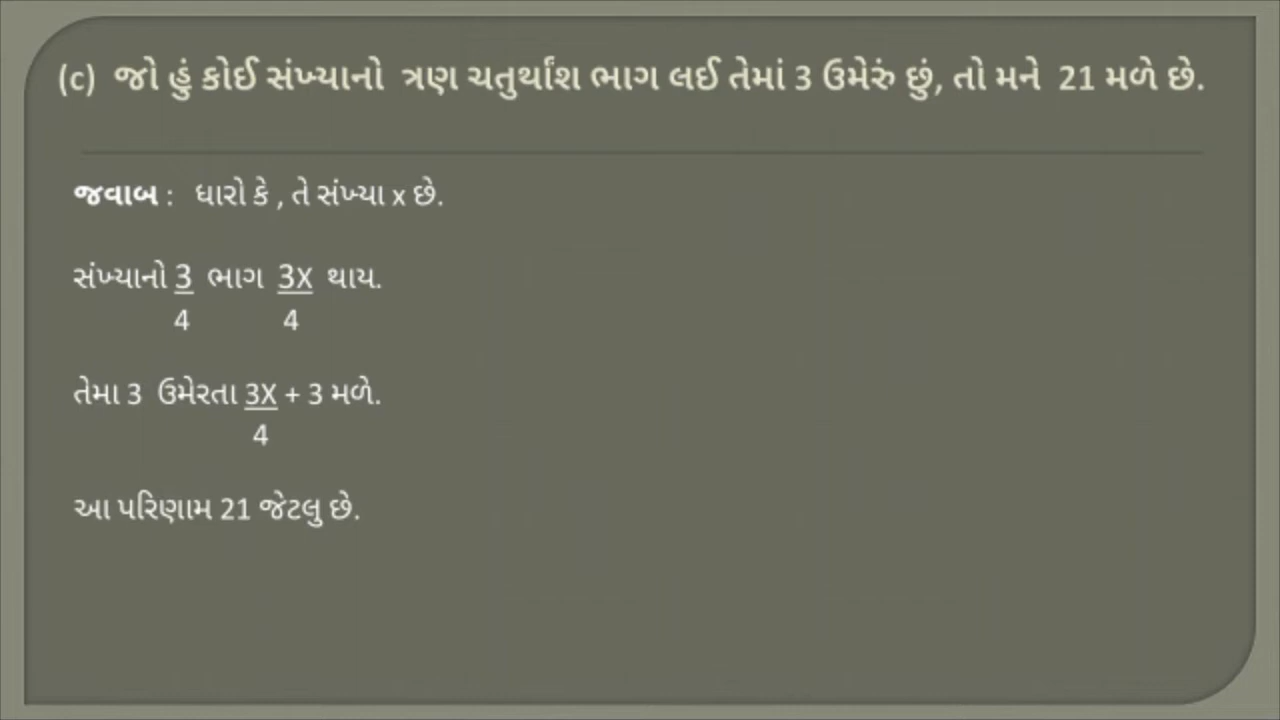 (c) જો હું કોઈ સંખ્યાનો ત્રણ ચતુર્થાંશ ભાગ લઈ તેમાં 3 ઉમેરું છું, તો મને 21 મળે છે.
જવાબ : ધારો કે , તે સંખ્યા x છે.
સંખ્યાનો 3 ભાગ 3X થાય.
4 4
તેમા 3 ઉમેરતા 3X + 3 મળે.
4
આ પરિણામ 21 જેટલુ છે.